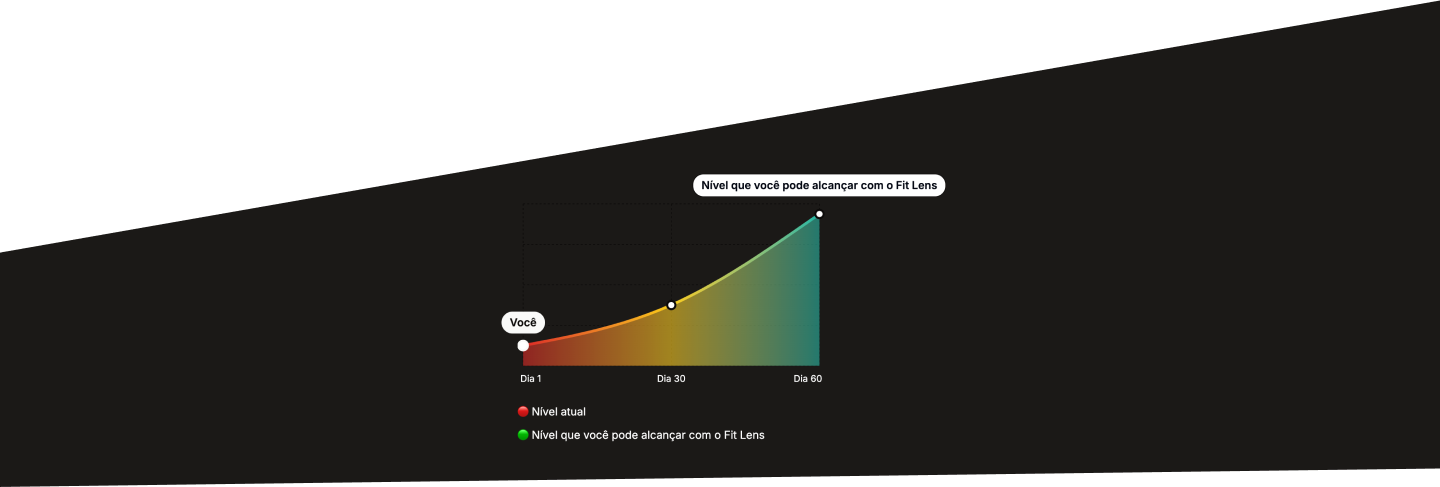 Nível que você pode alcançar com o Fit Lens
Você
Dia 1
Dia 30
Dia 60
Nível atual
Nível que você pode alcançar com o Fit Lens